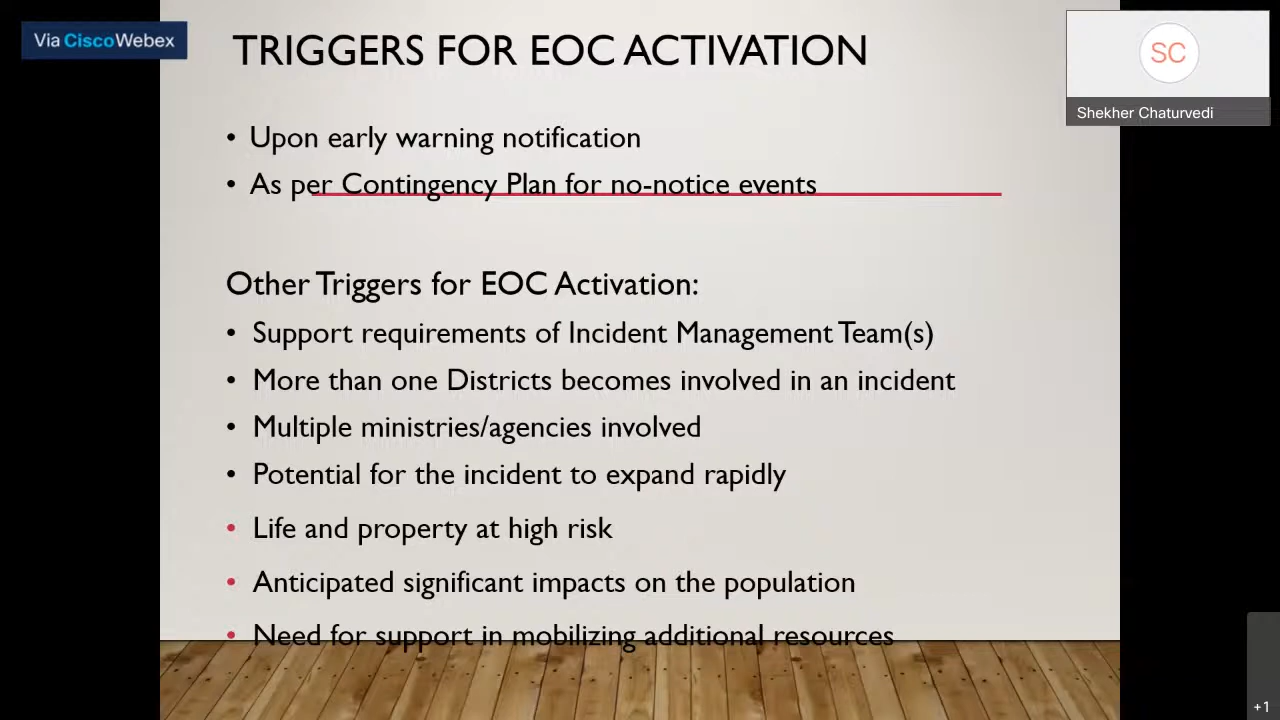 Via Cisco Webex
TRIGGERS FOR EOC ACTIVATION
SC
Shekher Chaturvedi
• Upon early warning notification
• As per Contingency Plan for no-notice events
Other Triggers for EOC Activation:
• Support requirements of Incident Management Team(s)
• More than one Districts becomes involved in an incident
• Multiple ministries/agencies involved
• Potential for the incident to expand rapidly
• Life and property at high risk
• Anticipated significant impacts on the population
• Need for support in mobilizing additional resources
+1